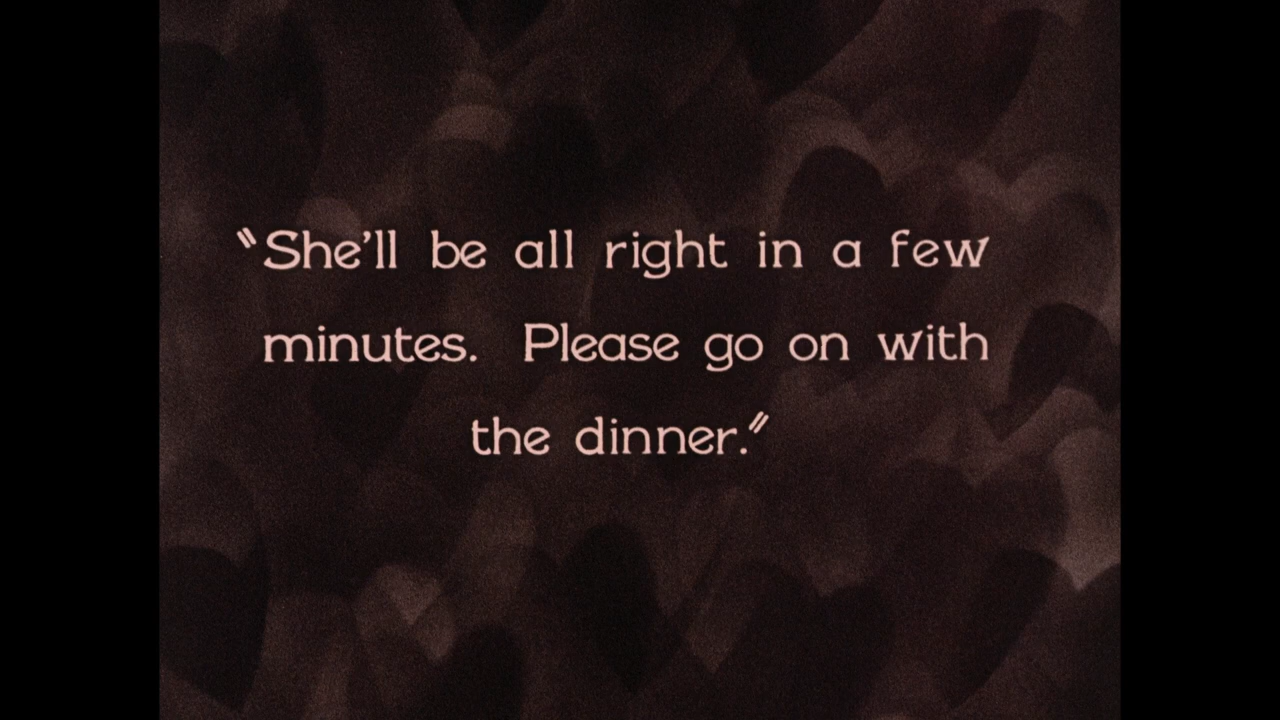 "She'll be all right in a few
minutes. Please go on with
the dinner."